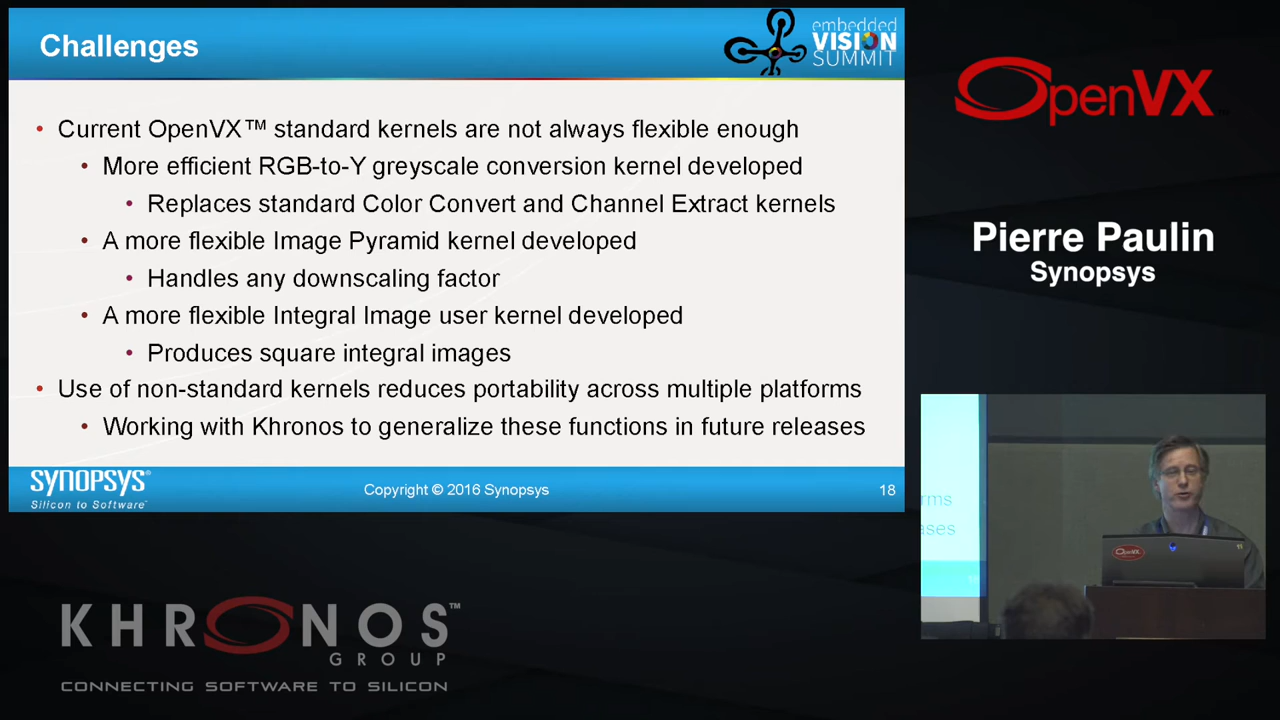 Challenges
embedded
VISION
SUMMIT
• Current OpenVX™ standard kernels are not always flexible enough
• More efficient RGB-to-Y greyscale conversion kernel developed
• Replaces standard Color Convert and Channel Extract kernels
• A more flexible Image Pyramid kernel developed
• Handles any downscaling factor
• A more flexible Integral Image user kernel developed
• Produces square integral images
• Use of non-standard kernels reduces portability across multiple platforms
• Working with Khronos to generalize these functions in future releases
SYNOPSYS®
Silicon to Software™
Copyright © 2016 Synopsys
18
OpenVX™
Pierre Paulin
Synopsys
rms
ases
OpenVX
KHRONOS™
GROUP
CONNECTING SOFTWARE TO SILICON